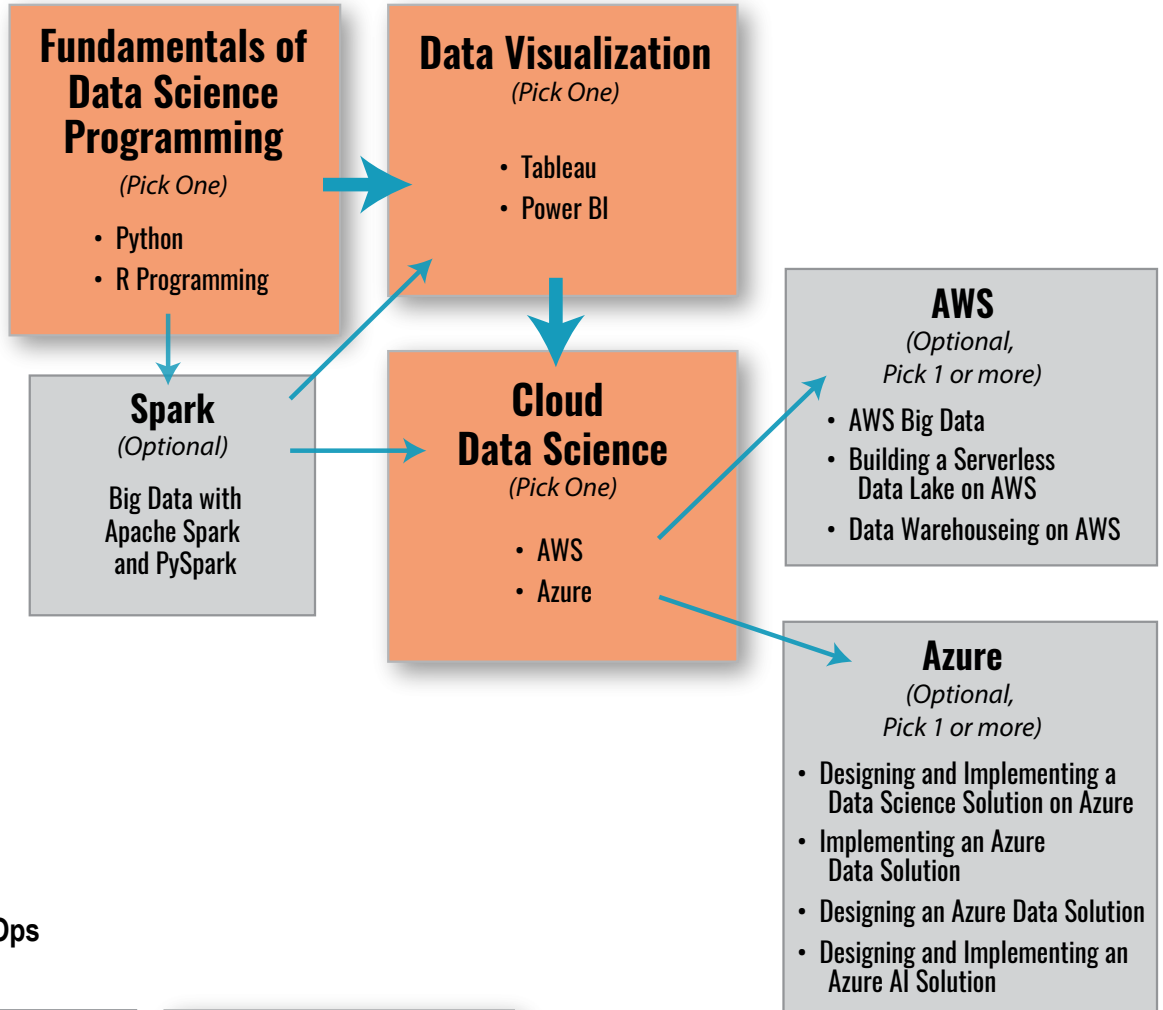 Fundamentals of
Data Science
Programming
(Pick One)
• Python
• R Programming
Data Visualization
(Pick One)
• Tableau
• Power BI
Spark
(Optional)
Big Data with
Apache Spark
and PySpark
Cloud
Data Science
(Pick One)
• AWS
• Azure
AWS
(Optional,
Pick 1 or more)
• AWS Big Data
• Building a Serverless
Data Lake on AWS
• Data Warehouseing on AWS
Azure
(Optional,
Pick 1 or more)
• Designing and Implementing a
Data Science Solution on Azure
• Implementing an Azure
Data Solution
• Designing an Azure Data Solution
• Designing and Implementing an
Azure AI Solution